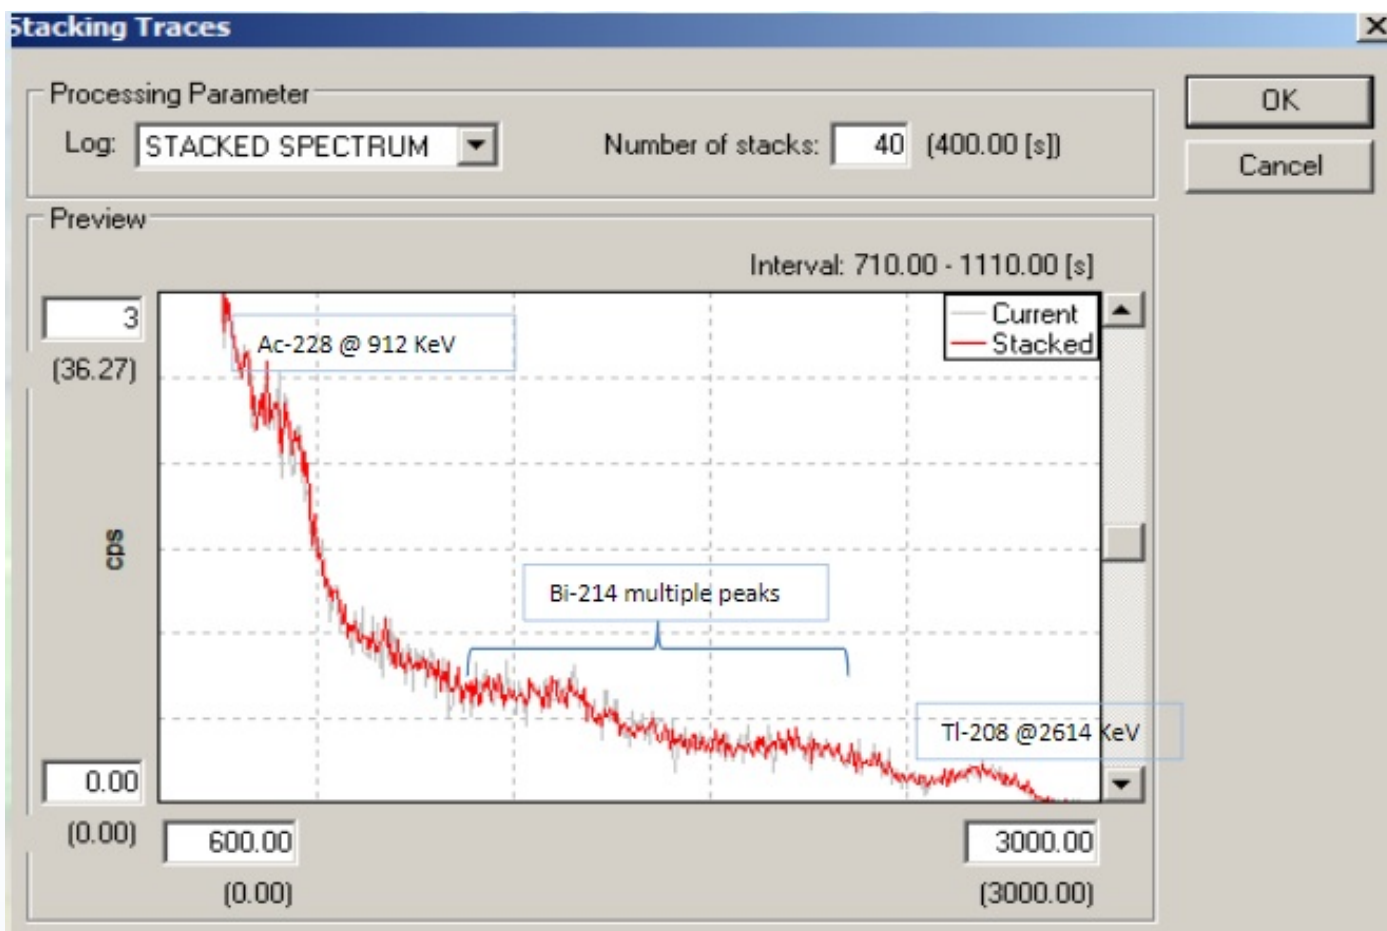 Stacking Traces
Processing Parameter
Log: STACKED SPECTRUM Number of stacks: 40 (400.00 [s])
OK
Cancel
Preview
Interval: 710.00 - 1110.00 [s]
3
(36.27)
cps
0.00
(0.00)
Current
Stacked
Ac-228 @ 912 KeV
Bi-214 multiple peaks
Tl-208 @2614 KeV
600.00 3000.00
(0.00) (3000.00)